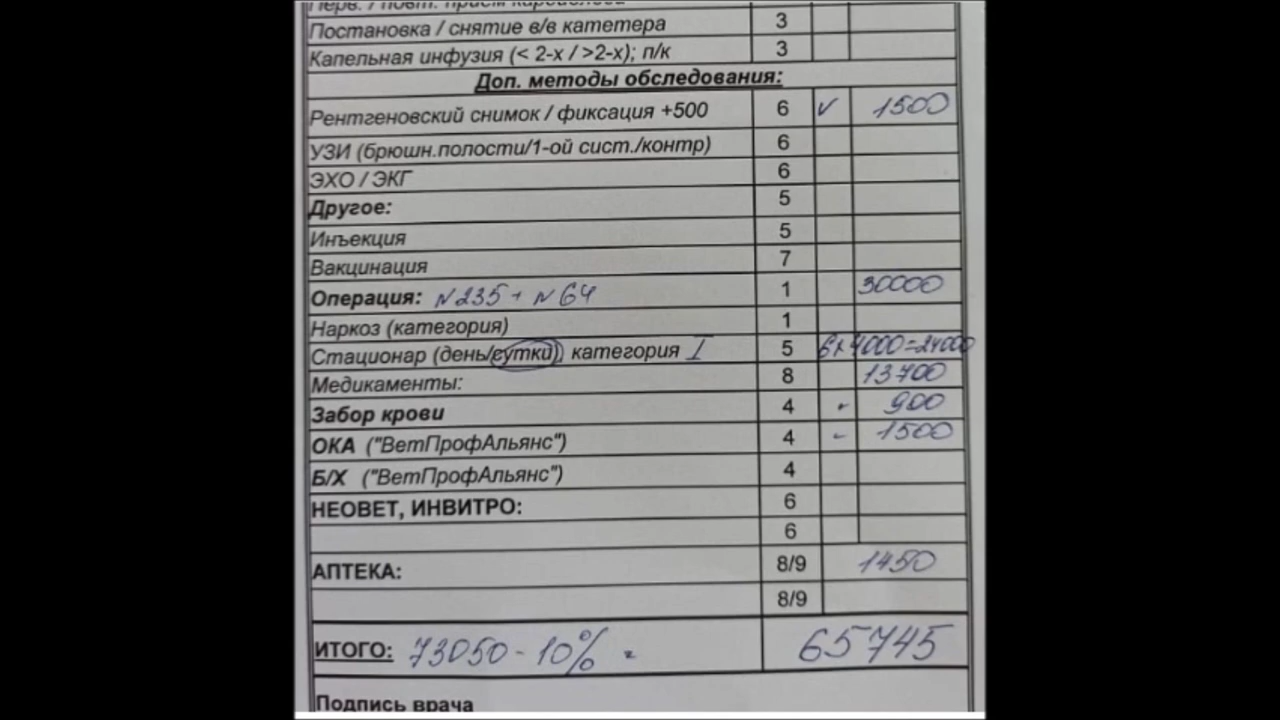 Перв. / повт. приём кардиолога
Постановка / снятие в/в катетера 3
Капельная инфузия (< 2-х / >2-х); п/к 3
Доп. методы обследования:
Рентгеновский снимок / фиксация +500 6 ✓ 1500
УЗИ (брюшн.полости/1-ой сист./контр) 6
ЭХО / ЭКГ 6
Другое: 5
Инъекция 5
Вакцинация 7
Операция: №235 + №64 1 30000
Наркоз (категория) 1
Стационар (день/сутки) категория I 5 6х4000=24000
Медикаменты: 8 13700
Забор крови 4 - 900
ОКА ("ВетПрофАльянс") 4 - 1500
Б/Х ("ВетПрофАльянс") 4
НЕОВЕТ, ИНВИТРО: 6
6
АПТЕКА: 8/9 1450
8/9
ИТОГО: 73050 - 10% = 65745
Подпись врача